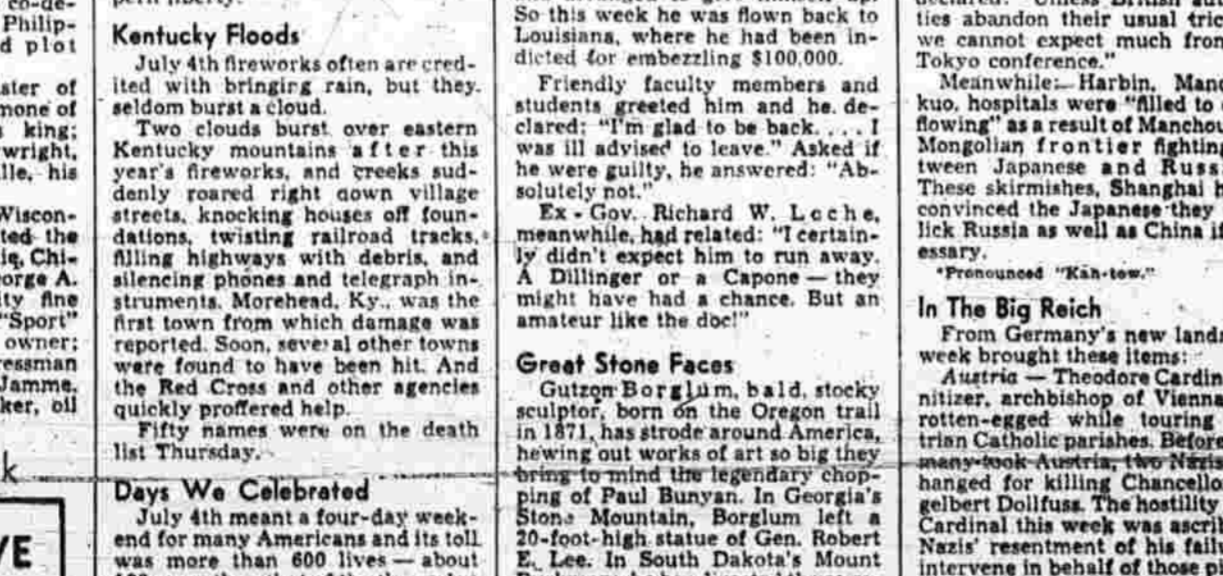 co-de-
Philip-
d plot
ster of
mone of
king;
wright,
lle, his
Wiscon-
ted the
iq, Chi-
orge A.
ity fine
"Sport"
owner;
ressman
Jamme,
ker, oil
k
VE
Kentucky Floods
July 4th fireworks often are cred-
ited with bringing rain, but they
seldom burst a cloud.
Two clouds burst over eastern
Kentucky mountains after this
year's fireworks, and creeks sud-
denly roared right down village
streets, knocking houses off foun-
dations, twisting railroad tracks,
filling highways with debris, and
silencing phones and telegraph in-
struments. Morehead, Ky., was the
first town from which damage was
reported. Soon, several other towns
were found to have been hit. And
the Red Cross and other agencies
quickly proffered help.
Fifty names were on the death
list Thursday.
Days We Celebrated
July 4th meant a four-day week-
end for many Americans and its toll
was more than 600 lives — about
So this week he was flown back to
Louisiana, where he had been in-
dicted for embezzling $100,000.
Friendly faculty members and
students greeted him and he de-
clared: "I'm glad to be back. . . . I
was ill advised to leave." Asked if
he were guilty, he answered: "Ab-
solutely not."
Ex-Gov. Richard W. Leche,
meanwhile, had related: "I certain-
ly didn't expect him to run away.
A Dillinger or a Capone — they
might have had a chance. But an
amateur like the doc!"
Great Stone Faces
Gutzon Borglum, bald, stocky
sculptor, born on the Oregon trail
in 1871, has strode around America,
hewing out works of art so big they
bring to mind the legendary chop-
ping of Paul Bunyan. In Georgia's
Stone Mountain, Borglum left a
20-foot-high statue of Gen. Robert
E. Lee. In South Dakota's Mount
ties abandon their usual tric
we cannot expect much from
Tokyo conference."
Meanwhile: Harbin, Manc
kuo, hospitals were "filled to
flowing" as a result of Manchou
Mongolian frontier fighting
tween Japanese and Russ
These skirmishes, Shanghai h
convinced the Japanese they
lick Russia as well as China if
essary.
*Pronounced "Kan-tow."
In The Big Reich
From Germany's new lands
week brought these items:
Austria — Theodore Cardin
nitizer, archbishop of Vienna
rotten-egged while touring
trian Catholic parishes. Before
many took Austria, two Nazis
hanged for killing Chancello
gelbert Dollfuss. The hostility
Cardinal this week was ascrib
Nazis' resentment of his failu
intervene in behalf of those p